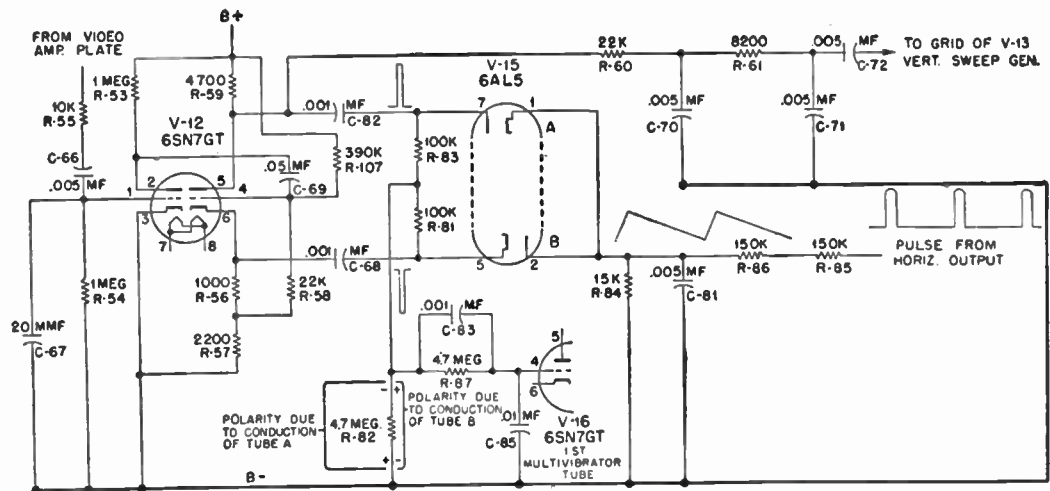 FROM VIDEO
AMP. PLATE
B+
1 MEG
R-53
4700
R-59
10K
R-55
V-12
6SN7GT
C-66
.005 MF
.001 MF
C-82
390K
R-107
.05 MF
C-69
1
2
5
4
3
6
7
8
V-15
6AL5
7
1
A
100K
R-83
100K
R-81
B
5
2
22K
R-60
8200
R-61
.005 MF
C-72
TO GRID OF V-13
VERT. SWEEP GEN.
.005 MF
C-70
.005 MF
C-71
PULSE FROM
HORIZ. OUTPUT
150K
R-86
150K
R-85
15K
R-84
.005 MF
C-81
.001 MF
C-68
1000
R-56
22K
R-58
2200
R-57
1 MEG
R-54
20 MMF
C-67
.001 MF
C-83
4.7 MEG
R-87
5
4
6
V-16
6SN7GT
1 ST
MULTIVIBRATOR
TUBE
.01 MF
C-85
POLARITY DUE
TO CONDUCTION
OF TUBE A
- +
4.7 MEG.
R-82
+ -
POLARITY DUE
TO CONDUCTION
OF TUBE B
B-